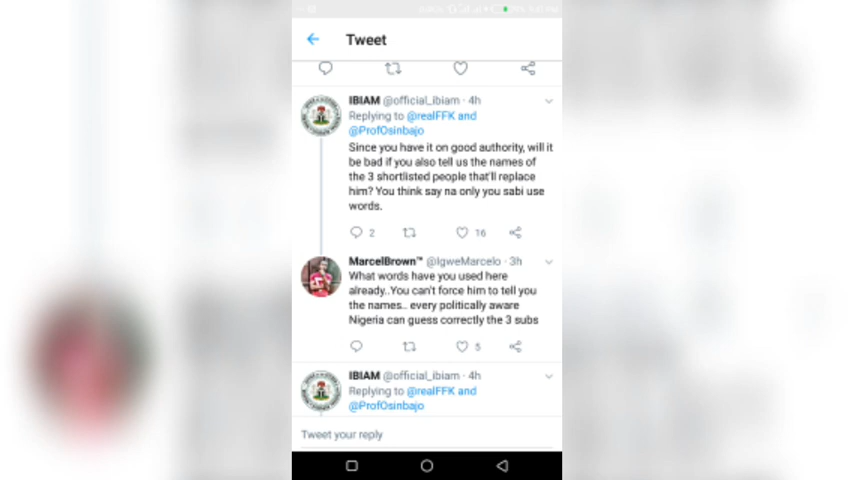 Tweet
IBIAM @official_ibiam · 4h
Replying to @realFFK and
@ProfOsinbajo
Since you have it on good authority, will it
be bad if you also tell us the names of
the 3 shortlisted people that'll replace
him? You think say na only you sabi use
words.
2 16
MarcelBrown™ @IgweMarcelo · 3h
What words have you used here
already..You can't force him to tell you
the names.. every politically aware
Nigeria can guess correctly the 3 subs
5
IBIAM @official_ibiam · 4h
Replying to @realFFK and
@ProfOsinbajo
Tweet your reply